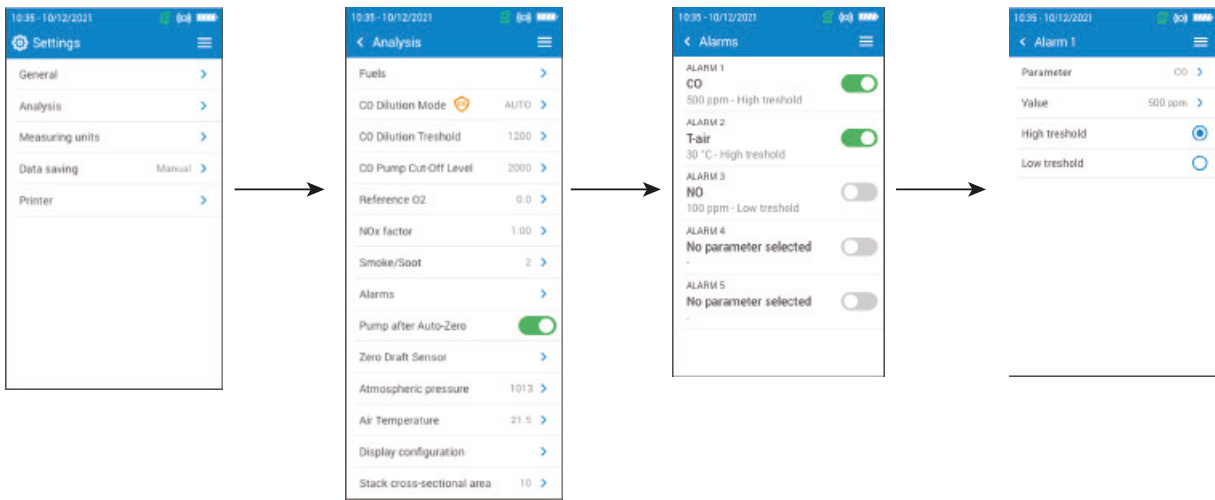 10:35 - 10/12/2021
Settings
General
Analysis
Measuring units
Data saving Manual
Printer
10:35 - 10/12/2021
Analysis
Fuels
CO Dilution Mode AUTO
CO Dilution Treshold 1200
CO Pump Cut-Off Level 2000
Reference O2 0.0
NOx factor 1.00
Smoke/Soot 2
Alarms
Pump after Auto-Zero
Zero Draft Sensor
Atmospheric pressure 1013
Air Temperature 21.5
Display configuration
Stack cross-sectional area 10
10:35 - 10/12/2021
Alarms
ALARM 1
CO
500 ppm - High treshold
ALARM 2
T-air
30 °C - High treshold
ALARM 3
NO
100 ppm - Low treshold
ALARM 4
No parameter selected
-
ALARM 5
No parameter selected
-
10:35 - 10/12/2021
Alarm 1
Parameter CO
Value 500 ppm
High treshold
Low treshold